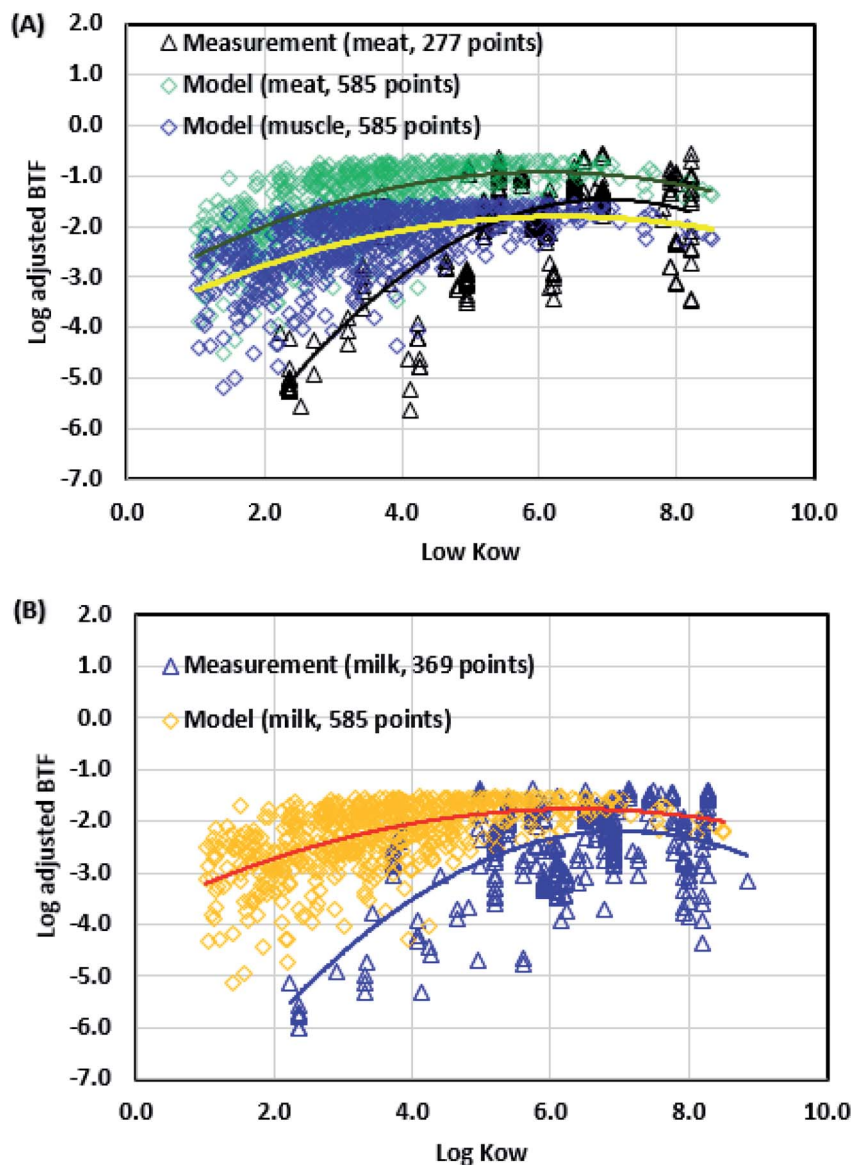 (A)
2.0
1.0
0.0
-1.0
-2.0
-3.0
-4.0
-5.0
-6.0
-7.0
Log adjusted BTF
Measurement (meat, 277 points)
Model (meat, 585 points)
Model (muscle, 585 points)
0.0 2.0 4.0 6.0 8.0 10.0
Low Kow
(B)
2.0
1.0
0.0
-1.0
-2.0
-3.0
-4.0
-5.0
-6.0
-7.0
Log adjusted BTF
Measurement (milk, 369 points)
Model (milk, 585 points)
0.0 2.0 4.0 6.0 8.0 10.0
Log Kow